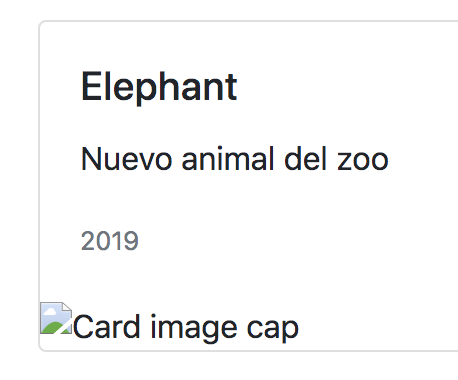 Elephant
Nuevo animal del zoo
2019
Card image cap